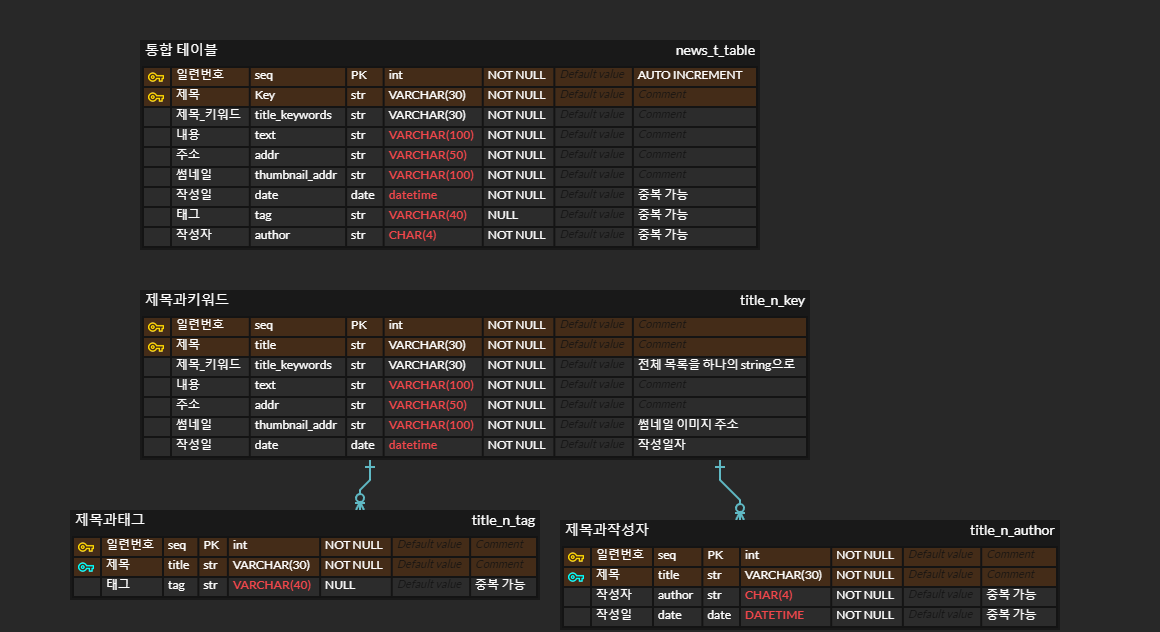 통합 테이블 news_t_table
일련번호 seq PK int NOT NULL Default value AUTO INCREMENT
제목 Key str VARCHAR(30) NOT NULL Default value Comment
제목_키워드 title_keywords str VARCHAR(30) NOT NULL Default value Comment
내용 text str VARCHAR(100) NOT NULL Default value Comment
주소 addr str VARCHAR(50) NOT NULL Default value Comment
썸네일 thumbnail_addr str VARCHAR(100) NOT NULL Default value Comment
작성일 date date datetime NOT NULL Default value 중복 가능
태그 tag str VARCHAR(40) NULL Default value 중복 가능
작성자 author str CHAR(4) NOT NULL Default value 중복 가능
제목과키워드 title_n_key
일련번호 seq PK int NOT NULL Default value Comment
제목 title str VARCHAR(30) NOT NULL Default value Comment
제목_키워드 title_keywords str VARCHAR(30) NOT NULL Default value 전체 목록을 하나의 string으로
내용 text str VARCHAR(100) NOT NULL Default value Comment
주소 addr str VARCHAR(50) NOT NULL Default value Comment
썸네일 thumbnail_addr str VARCHAR(100) NOT NULL Default value 썸네일 이미지 주소
작성일 date date datetime NOT NULL Default value 작성일자
제목과태그 title_n_tag
일련번호 seq PK int NOT NULL Default value Comment
제목 title str VARCHAR(30) NOT NULL Default value Comment
태그 tag str VARCHAR(40) NULL Default value 중복 가능
제목과작성자 title_n_author
일련번호 seq PK int NOT NULL Default value Comment
제목 title str VARCHAR(30) NOT NULL Default value Comment
작성자 author str CHAR(4) NOT NULL Default value 중복 가능
작성일 date date DATETIME NOT NULL Default value 중복 가능